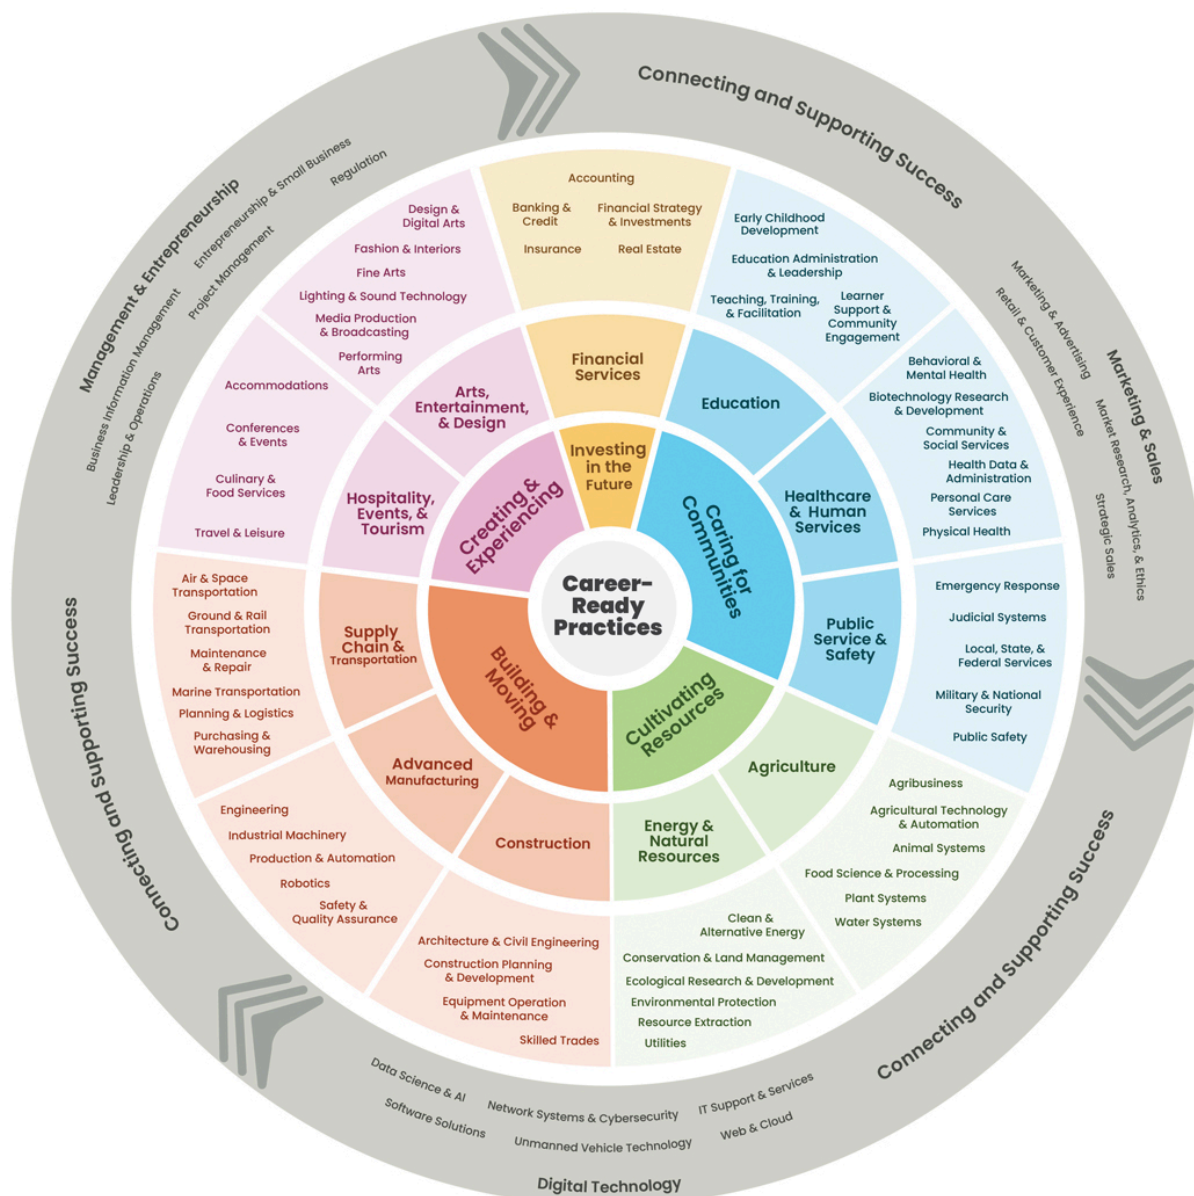 Connecting and Supporting Success
Management & Entrepreneurship
Entrepreneurship & Small Business
Regulation
Project Management
Business Information Management
Leadership & Operations
Marketing & Sales
Marketing & Advertising
Retail & Customer Experience
Market Research, Analytics, & Ethics
Strategic Sales
Connecting and Supporting Success
Digital Technology
Data Science & AI
Network Systems & Cybersecurity
IT Support & Services
Software Solutions
Unmanned Vehicle Technology
Web & Cloud
Connecting and Supporting Success
Career-
Ready
Practices
Investing
in the
Future
Financial
Services
Accounting
Banking &
Credit
Financial Strategy
& Investments
Insurance
Real Estate
Caring for
Communities
Education
Early Childhood
Development
Education Administration
& Leadership
Teaching, Training,
& Facilitation
Learner
Support &
Community
Engagement
Healthcare
& Human
Services
Behavioral &
Mental Health
Biotechnology Research
& Development
Community &
Social Services
Health Data &
Administration
Personal Care
Services
Physical Health
Public
Service &
Safety
Emergency Response
Judicial Systems
Local, State, &
Federal Services
Military & National
Security
Public Safety
Cultivating
Resources
Agriculture
Agribusiness
Agricultural Technology
& Automation
Animal Systems
Food Science & Processing
Plant Systems
Water Systems
Energy &
Natural
Resources
Clean &
Alternative Energy
Conservation & Land Management
Ecological Research & Development
Environmental Protection
Resource Extraction
Utilities
Building &
Moving
Construction
Architecture & Civil Engineering
Construction Planning
& Development
Equipment Operation
& Maintenance
Skilled Trades
Advanced
Manufacturing
Engineering
Industrial Machinery
Production & Automation
Robotics
Safety &
Quality Assurance
Supply
Chain &
Transportation
Air & Space
Transportation
Ground & Rail
Transportation
Maintenance
& Repair
Marine Transportation
Planning & Logistics
Purchasing &
Warehousing
Creating &
Experiencing
Hospitality,
Events, &
Tourism
Accommodations
Conferences
& Events
Culinary &
Food Services
Travel & Leisure
Arts,
Entertainment,
& Design
Design &
Digital Arts
Fashion & Interiors
Fine Arts
Lighting & Sound Technology
Media Production
& Broadcasting
Performing
Arts